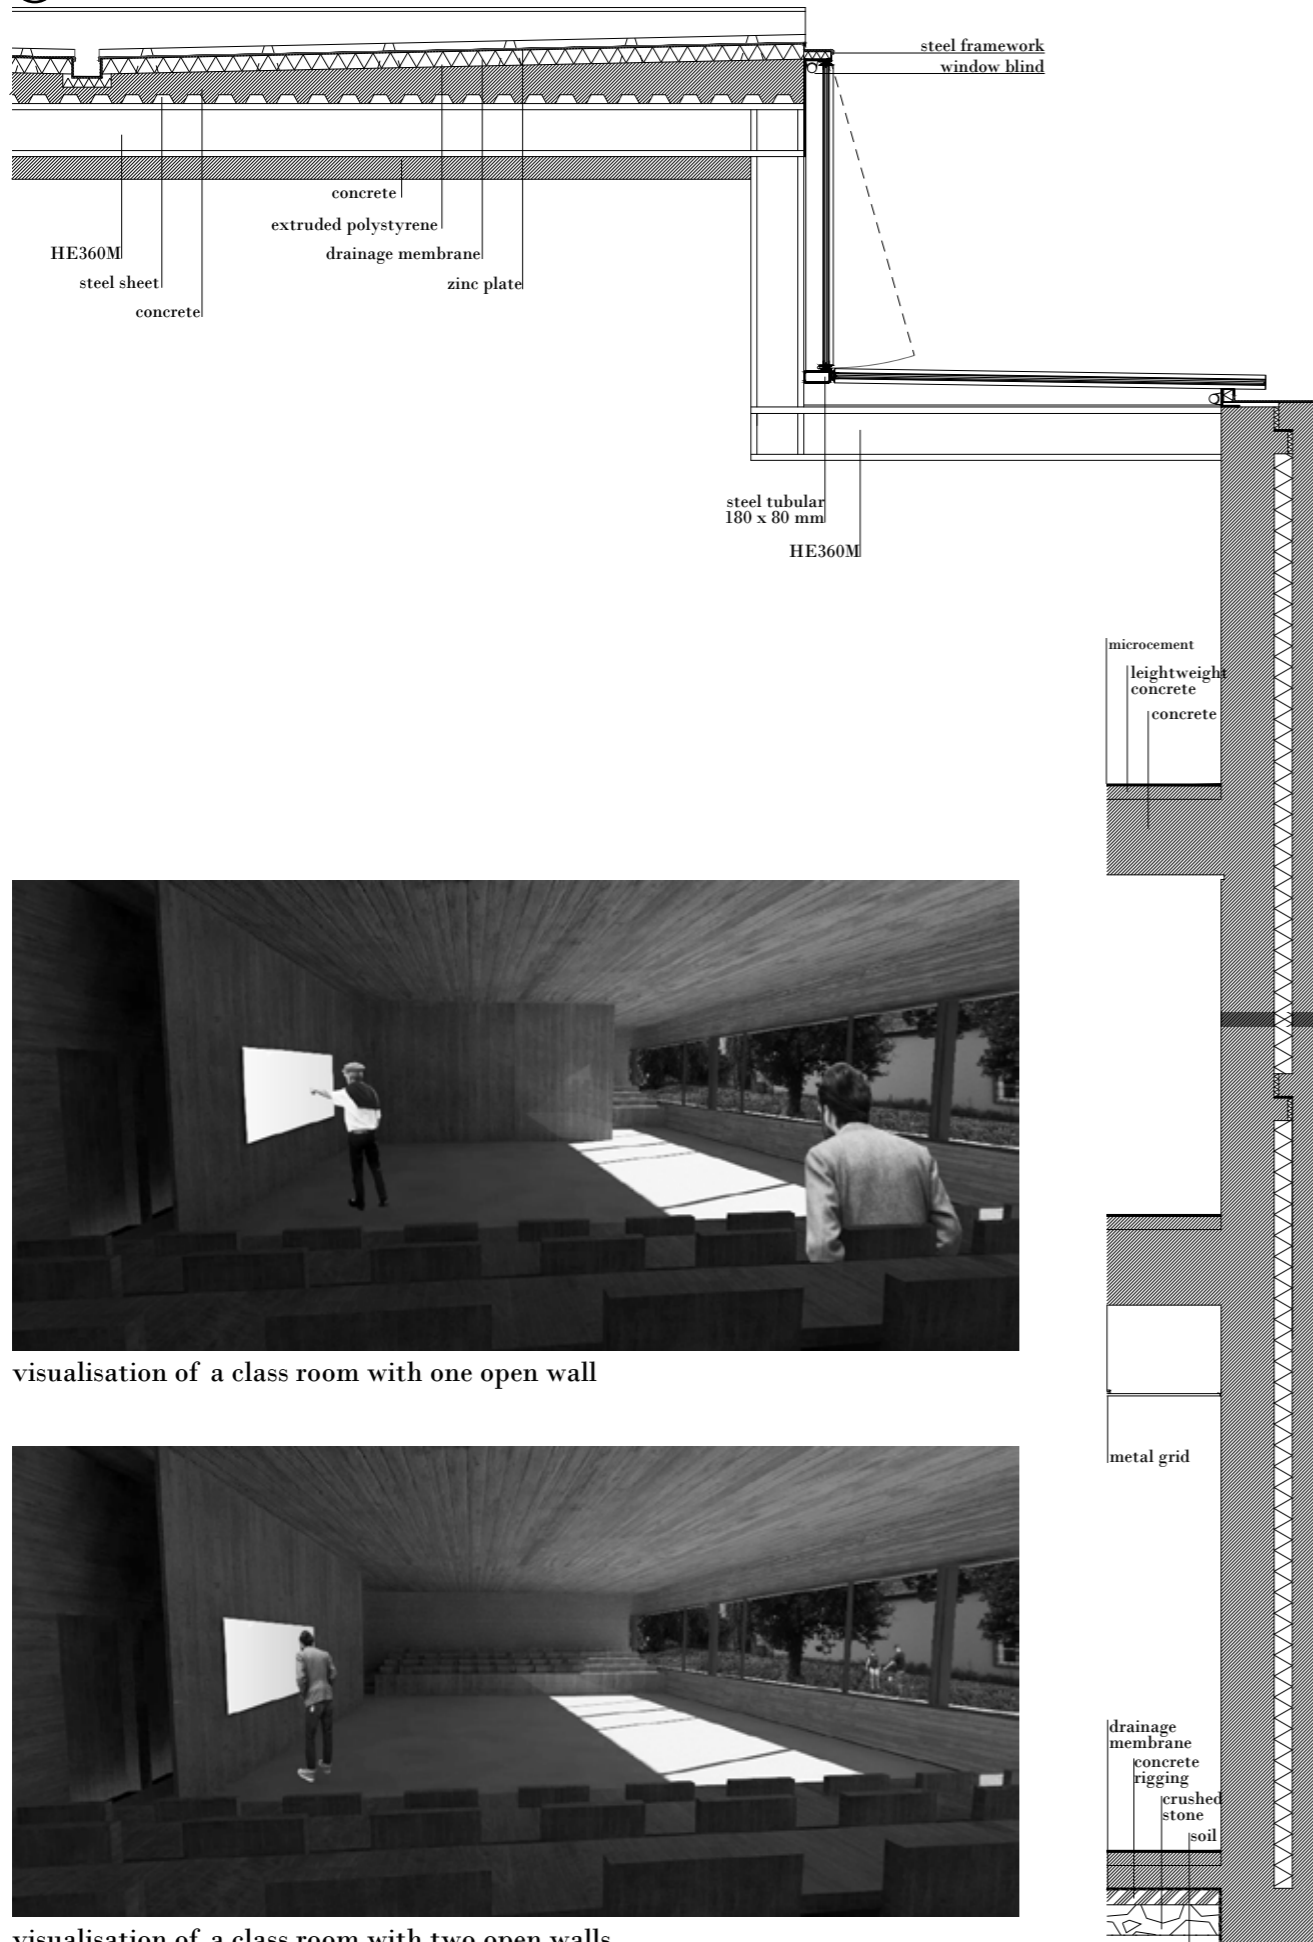 steel framework
window blind
concrete
extruded polystyrene
HE360M
drainage membrane
steel sheet
zinc plate
concrete
steel tubular
180 x 80 mm
HE360M
microcement
leightweight
concrete
concrete
visualisation of a class room with one open wall
metal grid
drainage
membrane
concrete
rigging
crushed
stone
soil
visualisation of a class room with two open walls